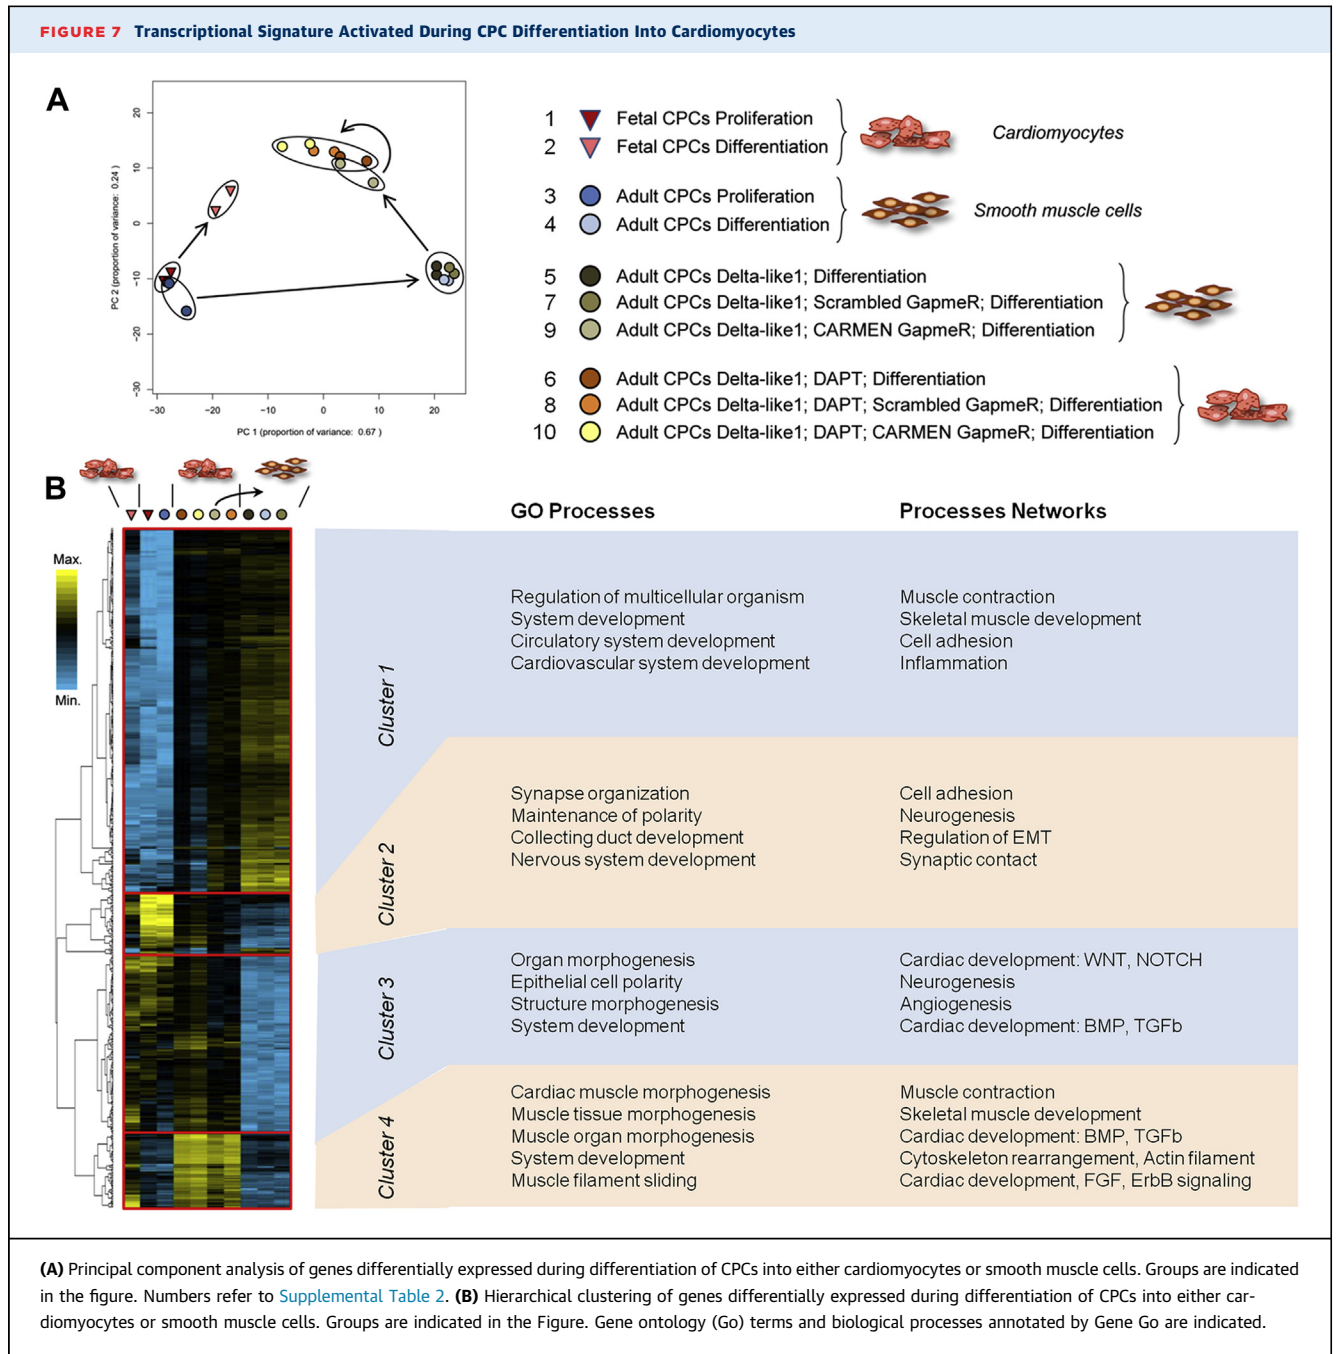 FIGURE 7 Transcriptional Signature Activated During CPC Differentiation Into Cardiomyocytes
A
PC 2 (proportion of variance: 0.24)
20
10
0
-10
-20
-30
-30 -20 -10 0 10 20
PC 1 (proportion of variance: 0.67 )
1 Fetal CPCs Proliferation
2 Fetal CPCs Differentiation
Cardiomyocytes
3 Adult CPCs Proliferation
4 Adult CPCs Differentiation
Smooth muscle cells
5 Adult CPCs Delta-like1; Differentiation
7 Adult CPCs Delta-like1; Scrambled GapmeR; Differentiation
9 Adult CPCs Delta-like1; CARMEN GapmeR; Differentiation
6 Adult CPCs Delta-like1; DAPT; Differentiation
8 Adult CPCs Delta-like1; DAPT; Scrambled GapmeR; Differentiation
10 Adult CPCs Delta-like1; DAPT; CARMEN GapmeR; Differentiation
B
Max.
Min.
GO Processes
Processes Networks
Cluster 1
Regulation of multicellular organism
System development
Circulatory system development
Cardiovascular system development
Muscle contraction
Skeletal muscle development
Cell adhesion
Inflammation
Cluster 2
Synapse organization
Maintenance of polarity
Collecting duct development
Nervous system development
Cell adhesion
Neurogenesis
Regulation of EMT
Synaptic contact
Cluster 3
Organ morphogenesis
Epithelial cell polarity
Structure morphogenesis
System development
Cardiac development: WNT, NOTCH
Neurogenesis
Angiogenesis
Cardiac development: BMP, TGFb
Cluster 4
Cardiac muscle morphogenesis
Muscle tissue morphogenesis
Muscle organ morphogenesis
System development
Muscle filament sliding
Muscle contraction
Skeletal muscle development
Cardiac development: BMP, TGFb
Cytoskeleton rearrangement, Actin filament
Cardiac development, FGF, ErbB signaling
(A) Principal component analysis of genes differentially expressed during differentiation of CPCs into either cardiomyocytes or smooth muscle cells. Groups are indicated
in the figure. Numbers refer to Supplemental Table 2. (B) Hierarchical clustering of genes differentially expressed during differentiation of CPCs into either car-
diomyocytes or smooth muscle cells. Groups are indicated in the Figure. Gene ontology (Go) terms and biological processes annotated by Gene Go are indicated.